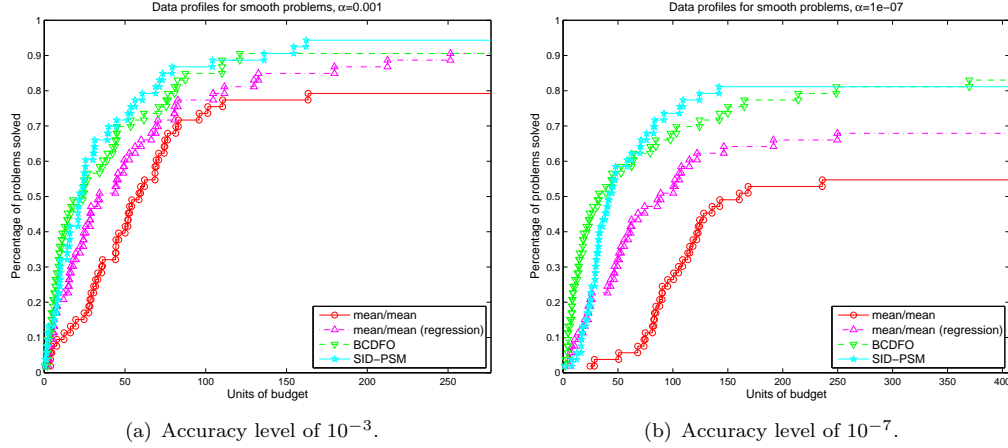 Data profiles for smooth problems, α=0.001
1
0.9
0.8
0.7
0.6
0.5
0.4
0.3
0.2
0.1
0
Percentage of problems solved
0 50 100 150 200 250
Units of budget
mean/mean
mean/mean (regression)
BCDFO
SID−PSM
(a) Accuracy level of 10⁻³.
Data profiles for smooth problems, α=1e−07
1
0.9
0.8
0.7
0.6
0.5
0.4
0.3
0.2
0.1
0
Percentage of problems solved
0 50 100 150 200 250 300 350 400
Units of budget
mean/mean
mean/mean (regression)
BCDFO
SID−PSM
(b) Accuracy level of 10⁻⁷.